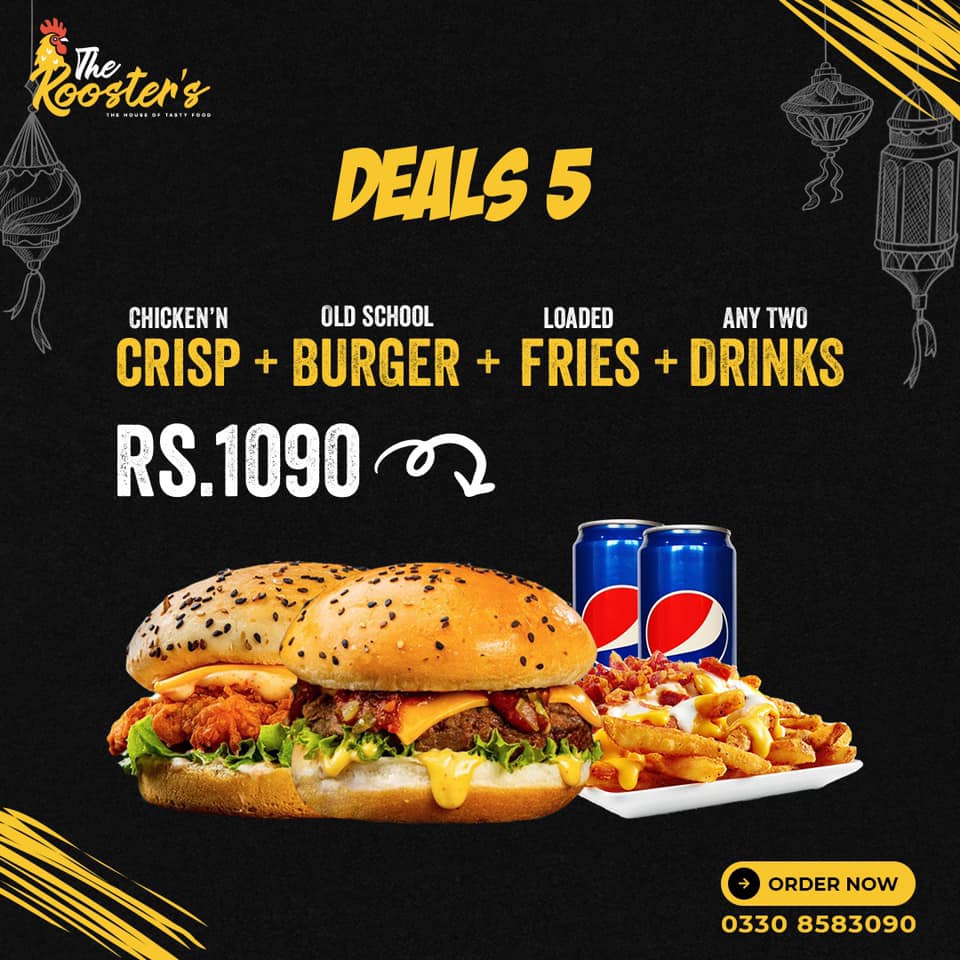 The
Rooster's
THE HOUSE OF TASTY FOOD
DEALS 5
CHICKEN'N
CRISP +
OLD SCHOOL
BURGER +
LOADED
FRIES +
ANY TWO
DRINKS
RS.1090
ORDER NOW
0330 8583090